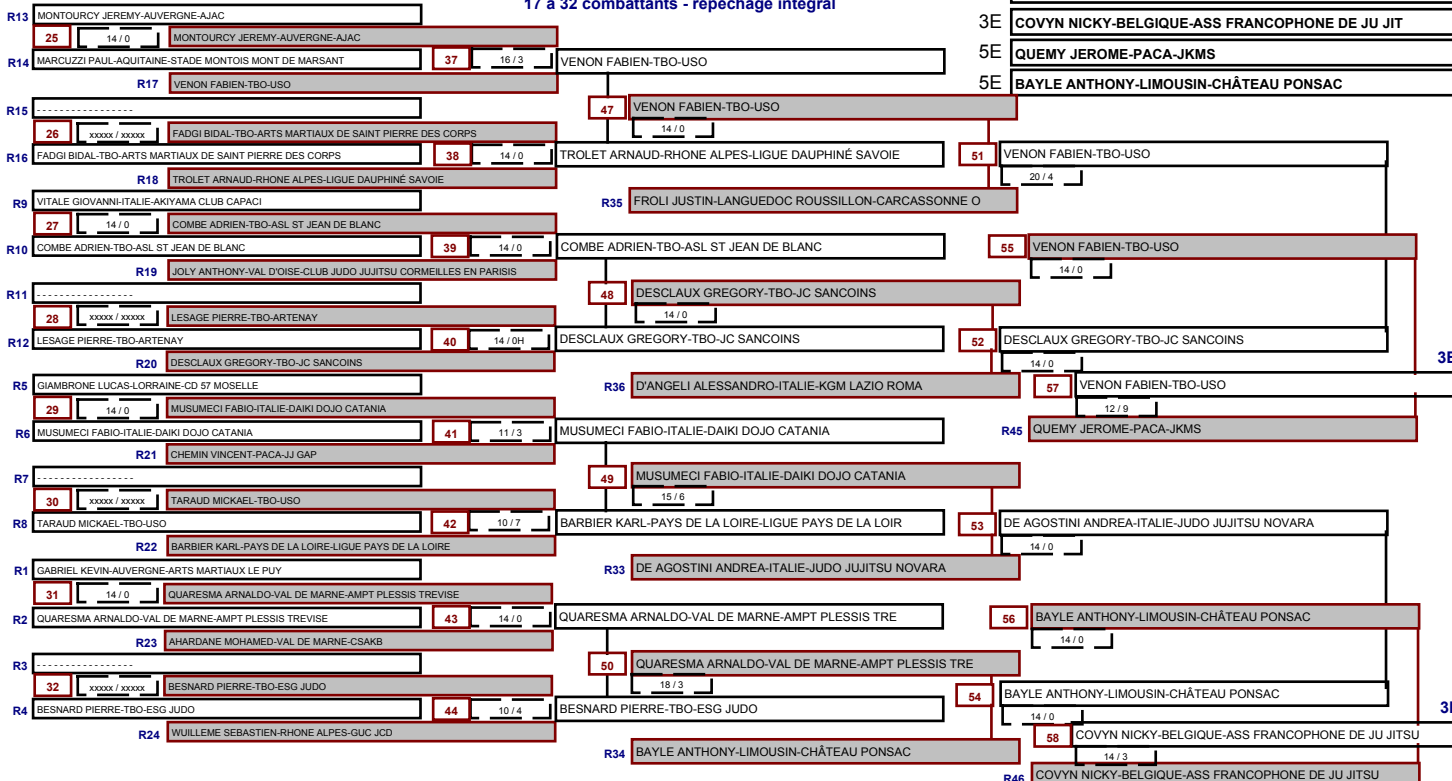 17 à 32 combattants - repêchage intégral
3E COVYN NICKY-BELGIQUE-ASS FRANCOPHONE DE JU JIT
5E QUEMY JEROME-PACA-JKMS
5E BAYLE ANTHONY-LIMOUSIN-CHÂTEAU PONSAC
R13 MONTOURCY JEREMY-AUVERGNE-AJAC
25 14 / 0 MONTOURCY JEREMY-AUVERGNE-AJAC
R14 MARCUZZI PAUL-AQUITAINE-STADE MONTOIS MONT DE MARSANT 37 16 / 3 VENON FABIEN-TBO-USO
R17 VENON FABIEN-TBO-USO
R15 - - - - - - - - - - - - - - - - - 47 VENON FABIEN-TBO-USO
26 xxxxx / xxxxx FADGI BIDAL-TBO-ARTS MARTIAUX DE SAINT PIERRE DES CORPS 14 / 0
R16 FADGI BIDAL-TBO-ARTS MARTIAUX DE SAINT PIERRE DES CORPS 38 14 / 0 TROLET ARNAUD-RHONE ALPES-LIGUE DAUPHINÉ SAVOIE 51 VENON FABIEN-TBO-USO
R18 TROLET ARNAUD-RHONE ALPES-LIGUE DAUPHINÉ SAVOIE 20 / 4
R9 VITALE GIOVANNI-ITALIE-AKIYAMA CLUB CAPACI R35 FROLI JUSTIN-LANGUEDOC ROUSSILLON-CARCASSONNE O
27 14 / 0 COMBE ADRIEN-TBO-ASL ST JEAN DE BLANC
R10 COMBE ADRIEN-TBO-ASL ST JEAN DE BLANC 39 14 / 0 COMBE ADRIEN-TBO-ASL ST JEAN DE BLANC 55 VENON FABIEN-TBO-USO
R19 JOLY ANTHONY-VAL D'OISE-CLUB JUDO JUJITSU CORMEILLES EN PARISIS 14 / 0
R11 - - - - - - - - - - - - - - - - - 48 DESCLAUX GREGORY-TBO-JC SANCOINS
28 xxxxx / xxxxx LESAGE PIERRE-TBO-ARTENAY 14 / 0
R12 LESAGE PIERRE-TBO-ARTENAY 40 14 / 0H DESCLAUX GREGORY-TBO-JC SANCOINS 52 DESCLAUX GREGORY-TBO-JC SANCOINS
R20 DESCLAUX GREGORY-TBO-JC SANCOINS 14 / 0 3E
R5 GIAMBRONE LUCAS-LORRAINE-CD 57 MOSELLE R36 D'ANGELI ALESSANDRO-ITALIE-KGM LAZIO ROMA 57 VENON FABIEN-TBO-USO
29 14 / 0 MUSUMECI FABIO-ITALIE-DAIKI DOJO CATANIA 12 / 9
R6 MUSUMECI FABIO-ITALIE-DAIKI DOJO CATANIA 41 11 / 3 MUSUMECI FABIO-ITALIE-DAIKI DOJO CATANIA R45 QUEMY JEROME-PACA-JKMS
R21 CHEMIN VINCENT-PACA-JJ GAP
R7 - - - - - - - - - - - - - - - - - 49 MUSUMECI FABIO-ITALIE-DAIKI DOJO CATANIA
30 xxxxx / xxxxx TARAUD MICKAEL-TBO-USO 15 / 6
R8 TARAUD MICKAEL-TBO-USO 42 10 / 7 BARBIER KARL-PAYS DE LA LOIRE-LIGUE PAYS DE LA LOIR 53 DE AGOSTINI ANDREA-ITALIE-JUDO JUJITSU NOVARA
R22 BARBIER KARL-PAYS DE LA LOIRE-LIGUE PAYS DE LA LOIRE 14 / 0
R1 GABRIEL KEVIN-AUVERGNE-ARTS MARTIAUX LE PUY R33 DE AGOSTINI ANDREA-ITALIE-JUDO JUJITSU NOVARA
31 14 / 0 QUARESMA ARNALDO-VAL DE MARNE-AMPT PLESSIS TREVISE
R2 QUARESMA ARNALDO-VAL DE MARNE-AMPT PLESSIS TREVISE 43 14 / 0 QUARESMA ARNALDO-VAL DE MARNE-AMPT PLESSIS TRE 56 BAYLE ANTHONY-LIMOUSIN-CHÂTEAU PONSAC
R23 AHARDANE MOHAMED-VAL DE MARNE-CSAKB 14 / 0
R3 - - - - - - - - - - - - - - - - - 50 QUARESMA ARNALDO-VAL DE MARNE-AMPT PLESSIS TRE
32 xxxxx / xxxxx BESNARD PIERRE-TBO-ESG JUDO 18 / 3
R4 BESNARD PIERRE-TBO-ESG JUDO 44 10 / 4 BESNARD PIERRE-TBO-ESG JUDO 54 BAYLE ANTHONY-LIMOUSIN-CHÂTEAU PONSAC
R24 WUILLEME SEBASTIEN-RHONE ALPES-GUC JCD 14 / 0
58 COVYN NICKY-BELGIQUE-ASS FRANCOPHONE DE JU JITSU
R34 BAYLE ANTHONY-LIMOUSIN-CHÂTEAU PONSAC 14 / 3
R46 COVYN NICKY-BELGIQUE-ASS FRANCOPHONE DE JU JITSU